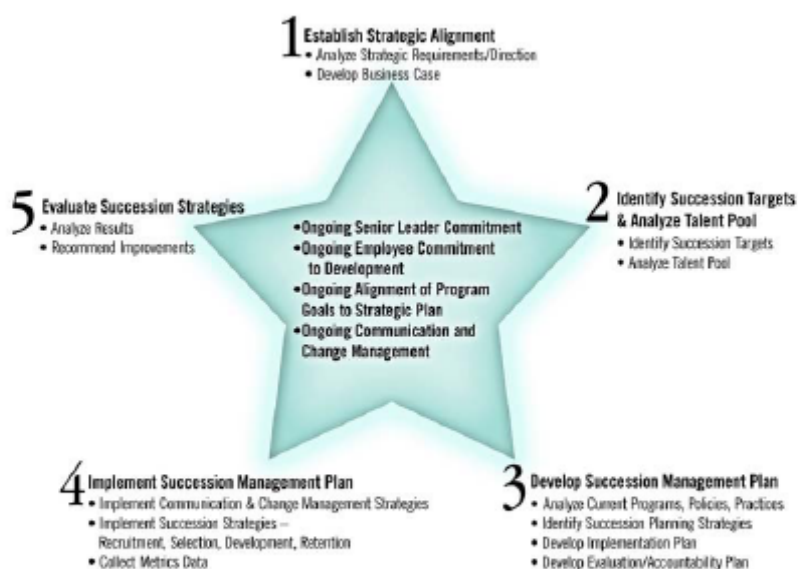 1 Establish Strategic Alignment
• Analyze Strategic Requirements/Direction
• Develop Business Case
2 Identify Succession Targets
& Analyze Talent Pool
• Identify Succession Targets
• Analyze Talent Pool
3 Develop Succession Management Plan
• Analyze Current Programs, Policies, Practices
• Identify Succession Planning Strategies
• Develop Implementation Plan
• Develop Evaluation/Accountability Plan
4 Implement Succession Management Plan
• Implement Communication & Change Management Strategies
• Implement Succession Strategies –
Recruitment, Selection, Development, Retention
• Collect Metrics Data
5 Evaluate Succession Strategies
• Analyze Results
• Recommend Improvements
•Ongoing Senior Leader Commitment
•Ongoing Employee Commitment
to Development
•Ongoing Alignment of Program
Goals to Strategic Plan
•Ongoing Communication and
Change Management